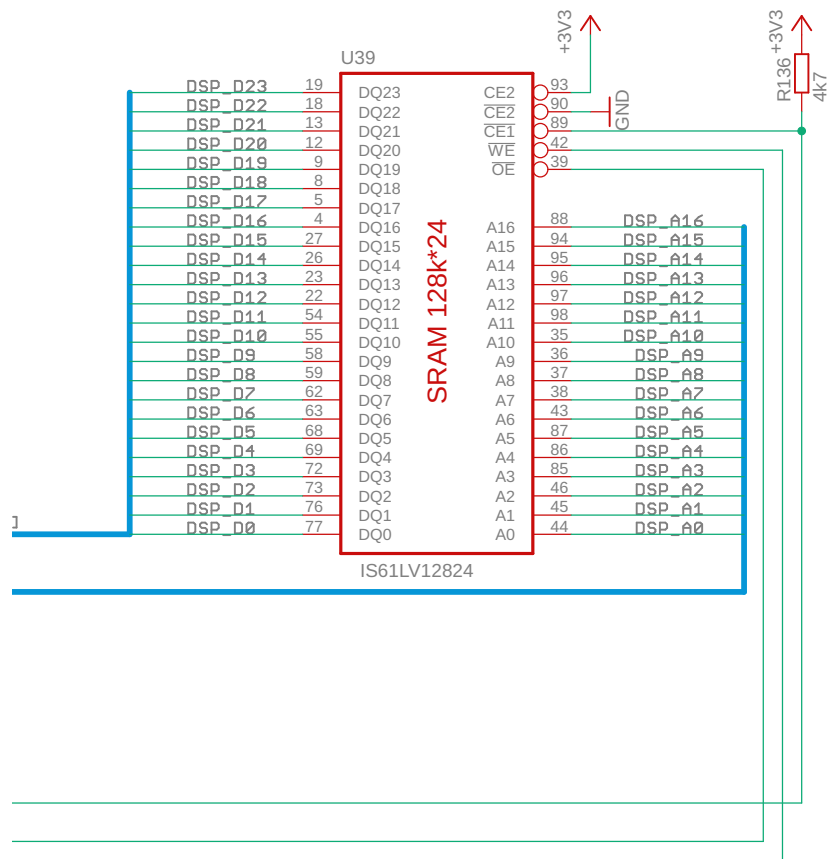 +3V3
+3V3
R136
4k7
U39
DSP_D23 19 DQ23 CE2 93
DSP_D22 18 DQ22 CE2 90 GND
DSP_D21 13 DQ21 CE1 89
DSP_D20 12 DQ20 WE 42
DSP_D19 9 DQ19 OE 39
DSP_D18 8 DQ18
DSP_D17 5 DQ17
DSP_D16 4 DQ16 A16 88 DSP_A16
DSP_D15 27 DQ15 A15 94 DSP_A15
DSP_D14 26 DQ14 A14 95 DSP_A14
DSP_D13 23 DQ13 A13 96 DSP_A13
DSP_D12 22 DQ12 A12 97 DSP_A12
DSP_D11 54 DQ11 A11 98 DSP_A11
DSP_D10 55 DQ10 A10 35 DSP_A10
DSP_D9 58 DQ9 A9 36 DSP_A9
DSP_D8 59 DQ8 A8 37 DSP_A8
DSP_D7 62 DQ7 A7 38 DSP_A7
DSP_D6 63 DQ6 A6 43 DSP_A6
DSP_D5 68 DQ5 A5 87 DSP_A5
DSP_D4 69 DQ4 A4 86 DSP_A4
DSP_D3 72 DQ3 A3 85 DSP_A3
DSP_D2 73 DQ2 A2 46 DSP_A2
DSP_D1 76 DQ1 A1 45 DSP_A1
DSP_D0 77 DQ0 A0 44 DSP_A0
SRAM 128k*24
IS61LV12824